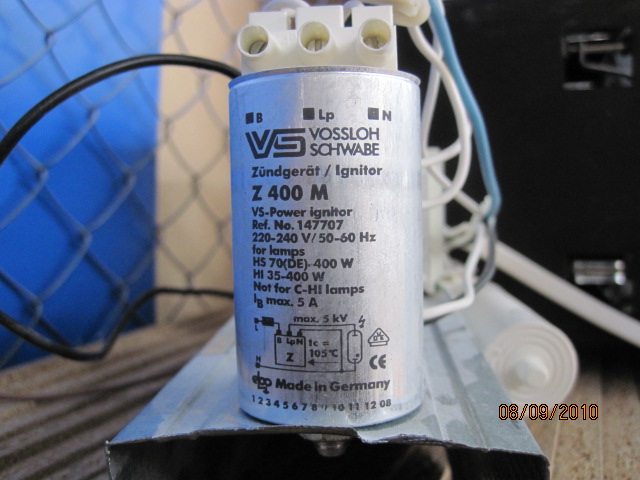 B Lp N
VS VOSSLOH
SCHWABE
Zündgerät / Ignitor
Z 400 M
VS-Power ignitor
Ref. No. 147707
220-240 V/ 50-60 Hz
for lamps
HS 70(DE)-400 W
HI 35-400 W
Not for C-HI lamps
IB max. 5 A
max. 5 kV
B Lp N
L
N
Z
tc =
105°C
CE
Made in Germany
1 2 3 4 5 6 7 8 9 10 11 12 08
08/09/2010